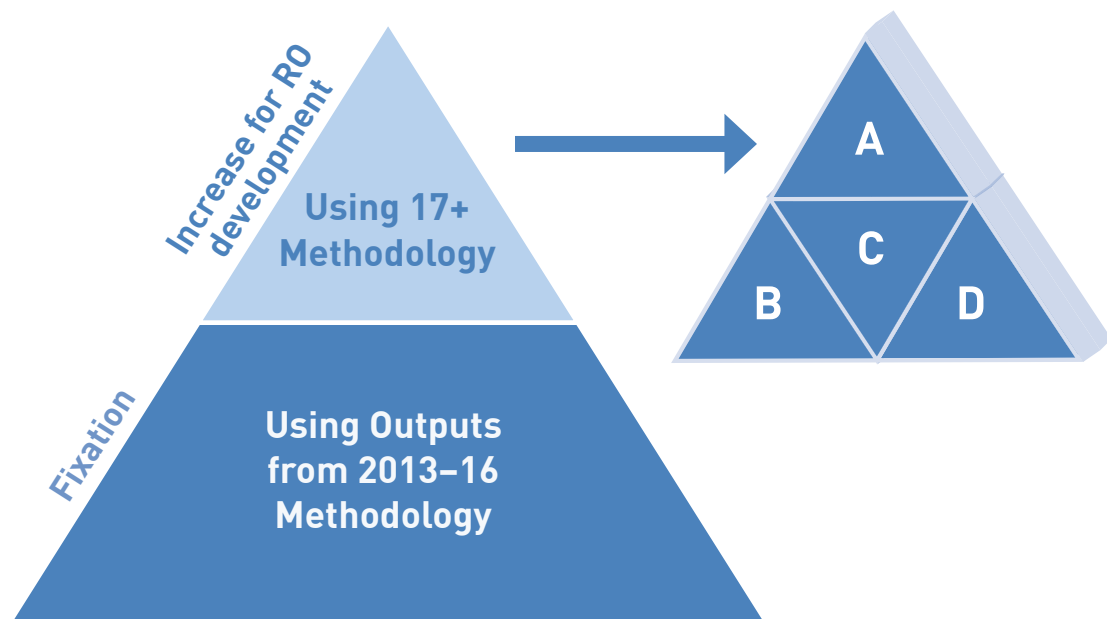 Increase for RO
development
Using 17+
Methodology
Fixation
Using Outputs
from 2013–16
Methodology
A
C
B
D